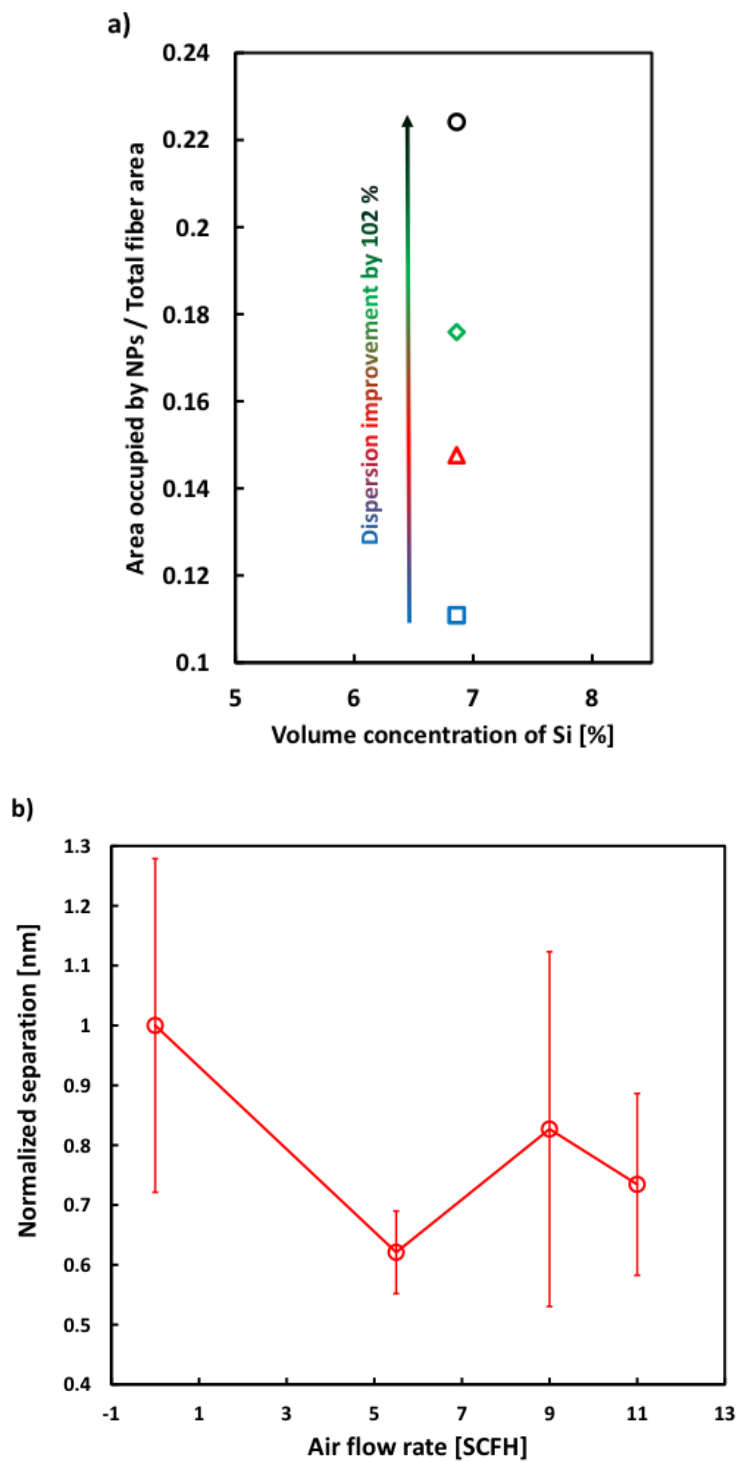 a)
0.24
0.22
0.2
0.18
0.16
0.14
0.12
0.1
Area occupied by NPs / Total fiber area
Dispersion improvement by 102 %
5 6 7 8
Volume concentration of Si [%]
b)
1.3
1.2
1.1
1
0.9
0.8
0.7
0.6
0.5
0.4
Normalized separation [nm]
-1 1 3 5 7 9 11 13
Air flow rate [SCFH]